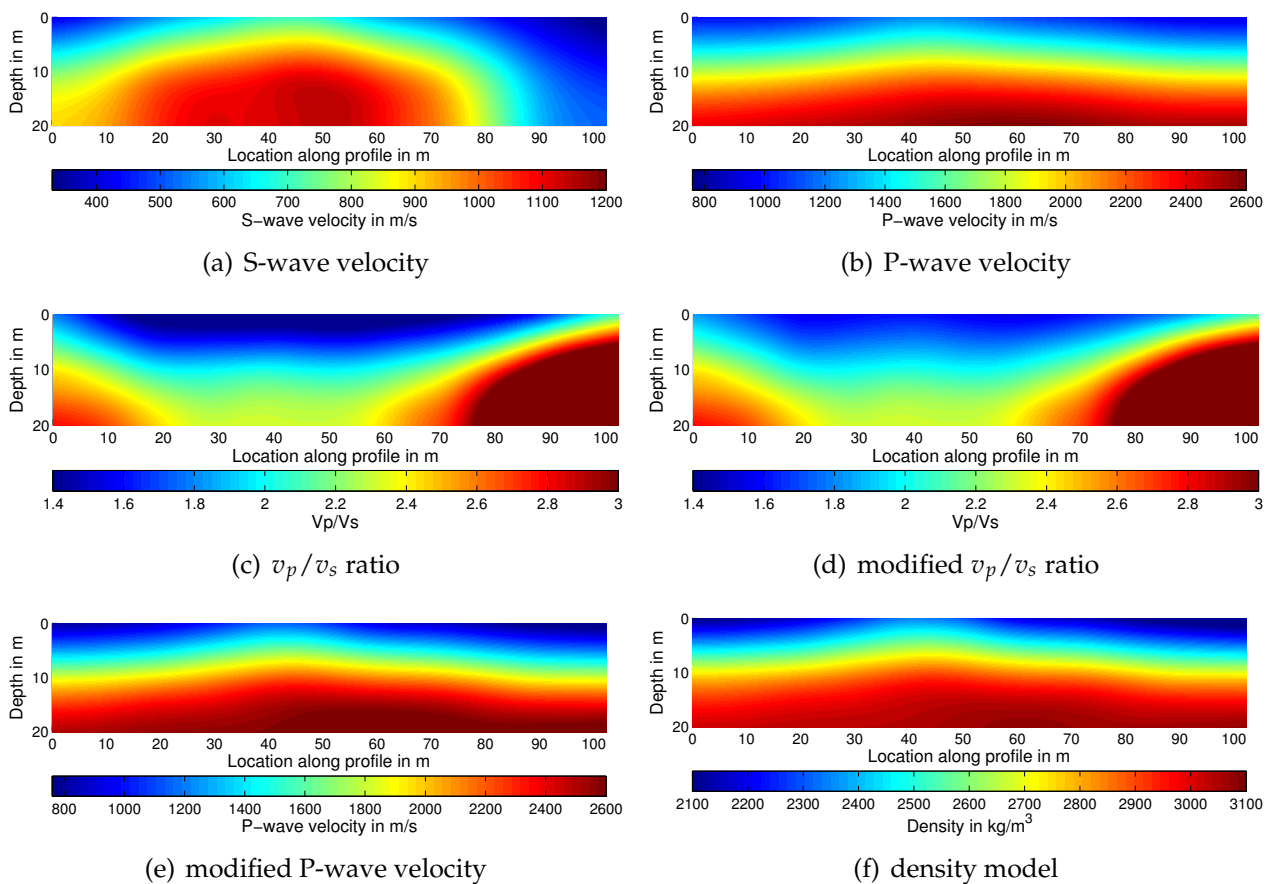 0
10
20
Depth in m
0 10 20 30 40 50 60 70 80 90 100
Location along profile in m
400 500 600 700 800 900 1000 1100 1200
S−wave velocity in m/s
(a) S-wave velocity
0
10
20
Depth in m
0 10 20 30 40 50 60 70 80 90 100
Location along profile in m
800 1000 1200 1400 1600 1800 2000 2200 2400 2600
P−wave velocity in m/s
(b) P-wave velocity
0
10
20
Depth in m
0 10 20 30 40 50 60 70 80 90 100
Location along profile in m
1.4 1.6 1.8 2 2.2 2.4 2.6 2.8 3
Vp/Vs
(c) v_p/v_s ratio
0
10
20
Depth in m
0 10 20 30 40 50 60 70 80 90 100
Location along profile in m
1.4 1.6 1.8 2 2.2 2.4 2.6 2.8 3
Vp/Vs
(d) modified v_p/v_s ratio
0
10
20
Depth in m
0 10 20 30 40 50 60 70 80 90 100
Location along profile in m
800 1000 1200 1400 1600 1800 2000 2200 2400 2600
P−wave velocity in m/s
(e) modified P-wave velocity
0
10
20
Depth in m
0 10 20 30 40 50 60 70 80 90 100
Location along profile in m
2100 2200 2300 2400 2500 2600 2700 2800 2900 3000 3100
Density in kg/m³
(f) density model